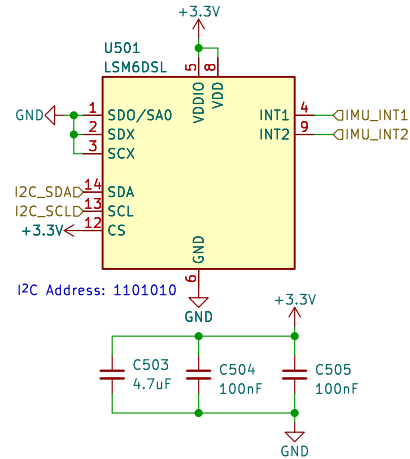 +3.3V
U501
LSM6DSL
5 8
VDDIO VDD
GND 1 SDO/SA0 INT1 4 IMU_INT1
2 SDX INT2 9 IMU_INT2
3 SCX
I2C_SDA 14 SDA
I2C_SCL 13 SCL
+3.3V 12 CS
GND
6
I²C Address: 1101010
GND
+3.3V
C503 C504 C505
4.7uF 100nF 100nF
GND